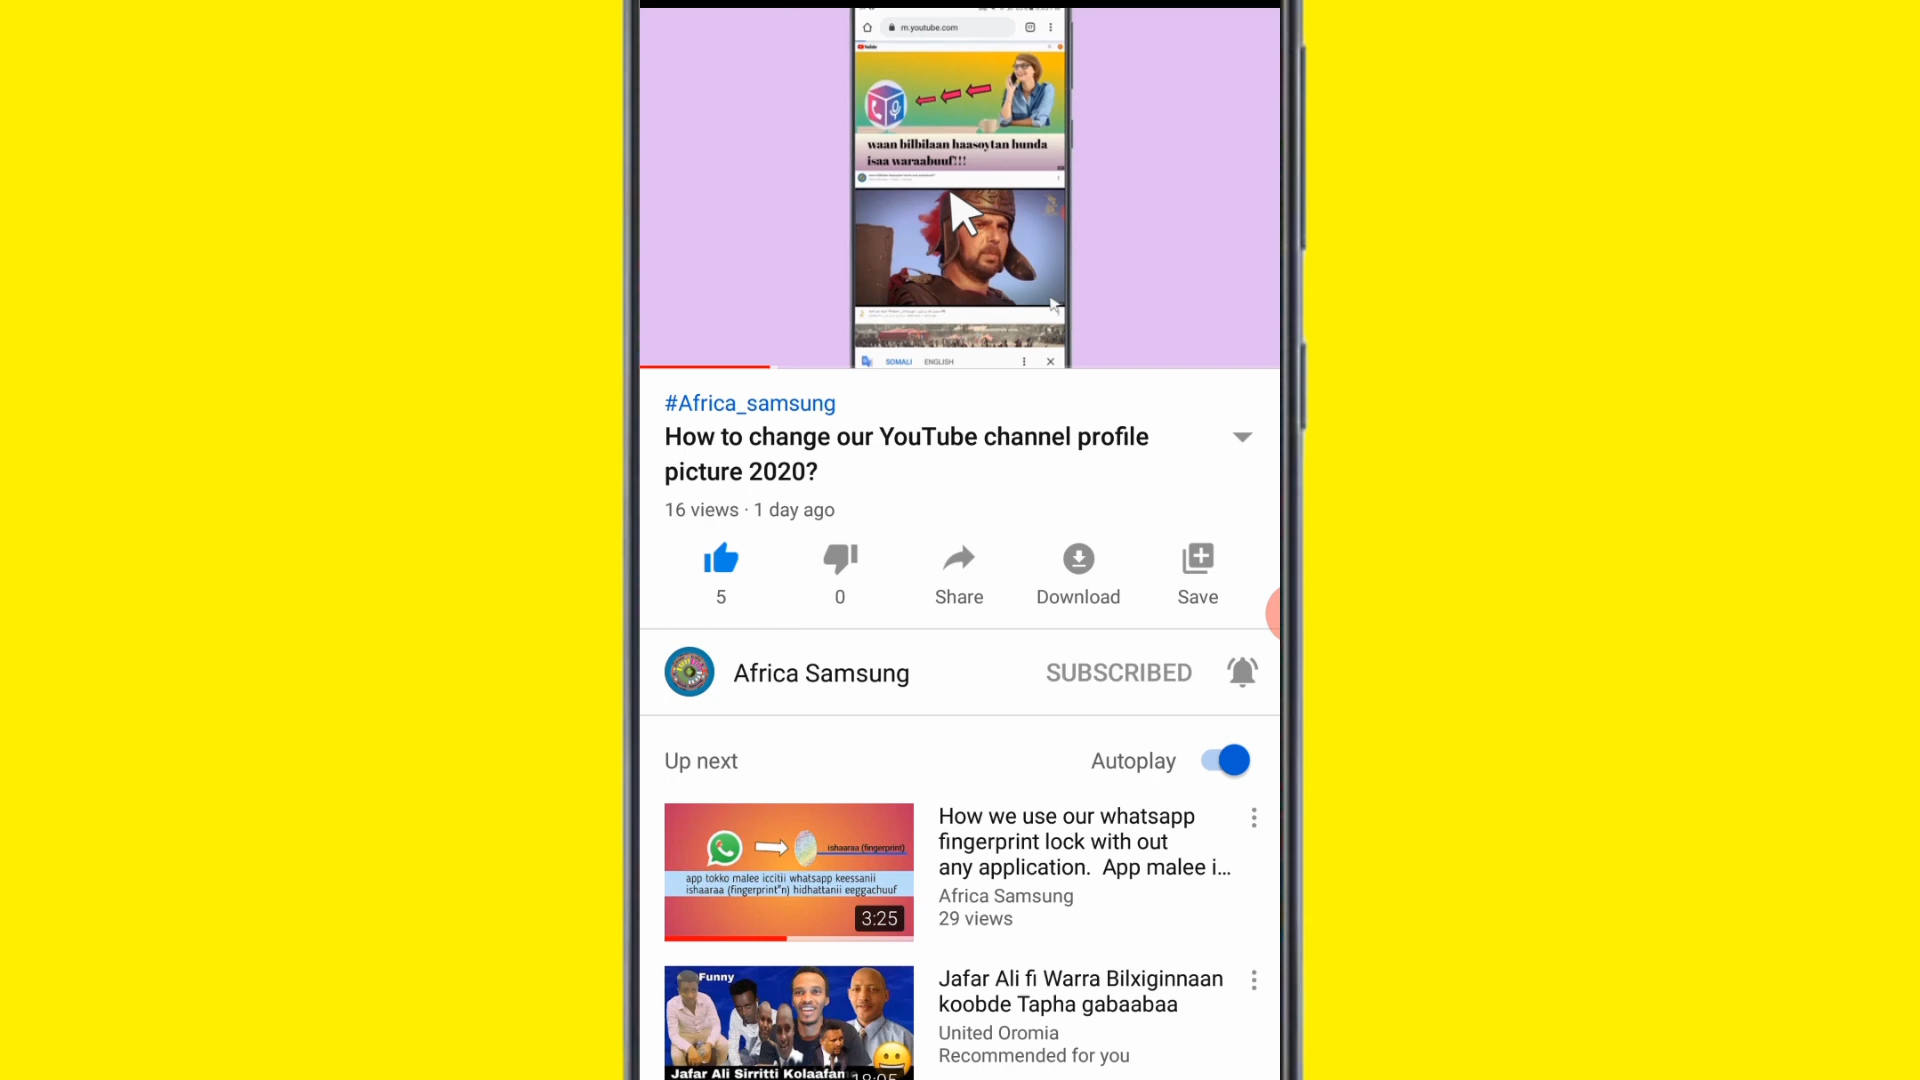 m.youtube.com
YouTube
waan bilbilaan haasoytan hunda
isaa waraabuuf!!!
SOMALI ENGLISH
#Africa_samsung
How to change our YouTube channel profile
picture 2020?
16 views · 1 day ago
5 0 Share Download Save
Africa Samsung SUBSCRIBED
Up next Autoplay
ishaaraa (fingerprint)
app tokko malee iccitii whatsapp keessanii
ishaaraa (fingerprint"n) hidhattanii eeggachuuf
3:25
How we use our whatsapp
fingerprint lock with out
any application. App malee i...
Africa Samsung
29 views
Funny
Jafar Ali Sirritti Kolaafam
18:05
Jafar Ali fi Warra Bilxiginnaan
koobde Tapha gabaabaa
United Oromia
Recommended for you